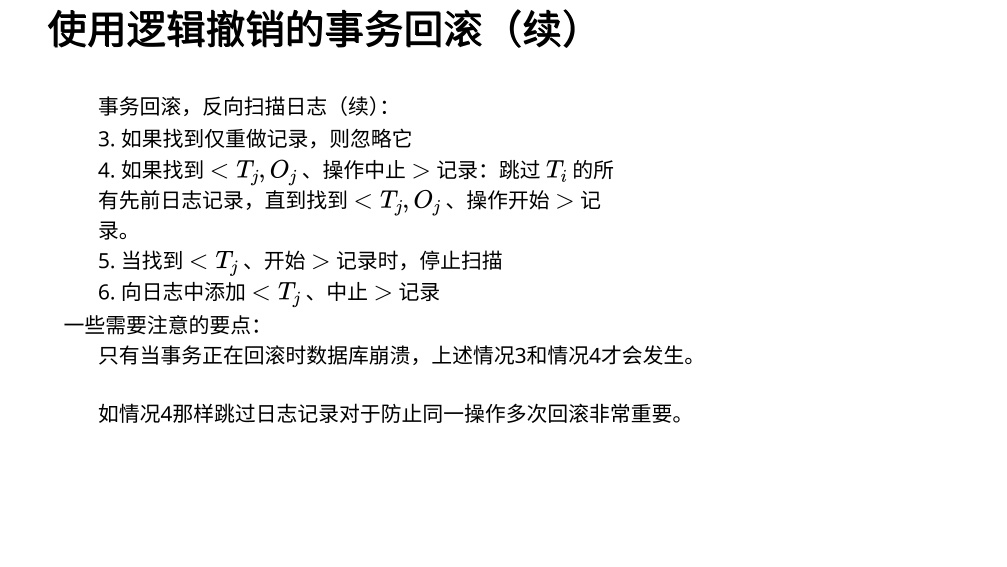 使用逻辑撤销的事务回滚（续）
事务回滚，反向扫描日志（续）：
3. 如果找到仅重做记录，则忽略它
4. 如果找到 < Tj, Oj 、操作中止 > 记录：跳过 Ti 的所
有先前日志记录，直到找到 < Tj, Oj 、操作开始 > 记
录。
5. 当找到 < Tj 、开始 > 记录时，停止扫描
6. 向日志中添加 < Tj 、中止 > 记录
一些需要注意的要点：
只有当事务正在回滚时数据库崩溃，上述情况3和情况4才会发生。
如情况4那样跳过日志记录对于防止同一操作多次回滚非常重要。